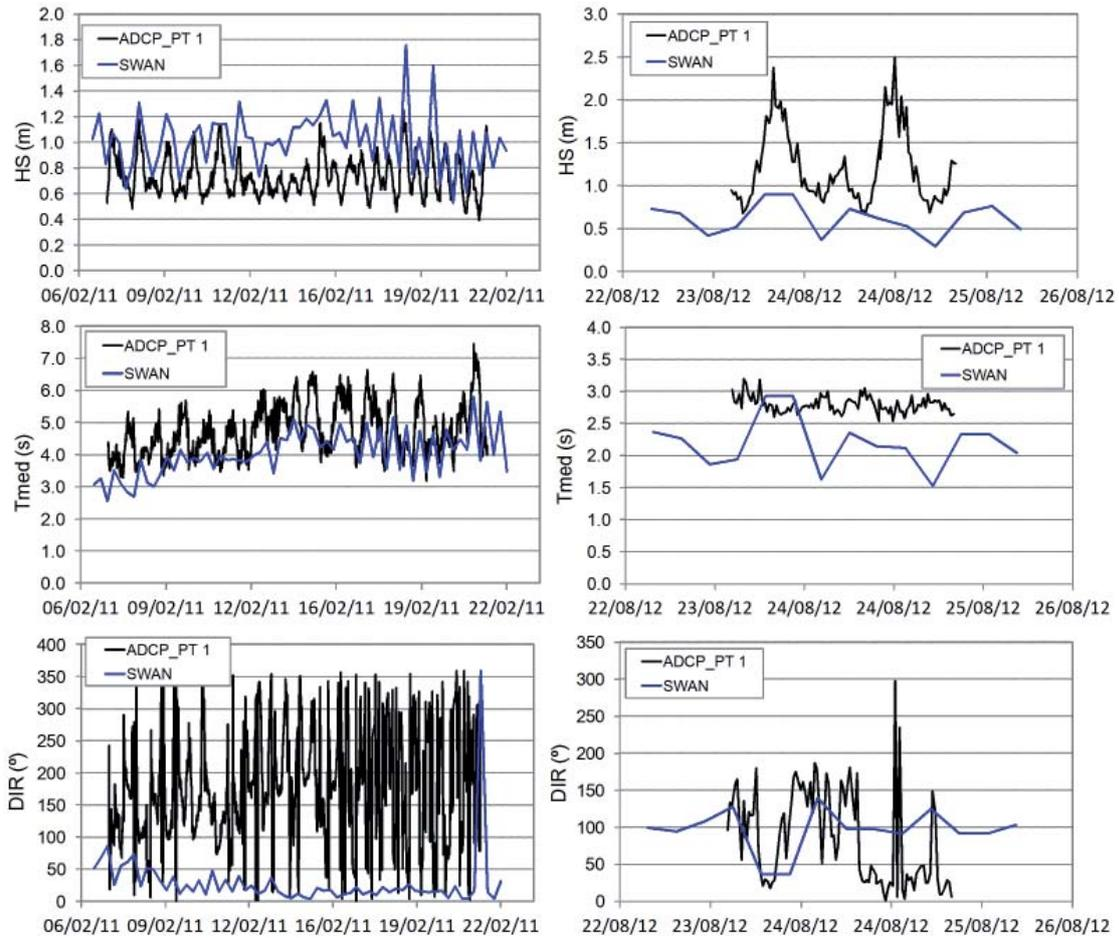 2.0
1.8
1.6
1.4
1.2
1.0
0.8
0.6
0.4
0.2
0.0
HS (m)
ADCP_PT 1
SWAN
06/02/11 09/02/11 12/02/11 16/02/11 19/02/11 22/02/11
3.0
2.5
2.0
1.5
1.0
0.5
0.0
HS (m)
ADCP_PT 1
SWAN
22/08/12 23/08/12 24/08/12 24/08/12 25/08/12 26/08/12
8.0
7.0
6.0
5.0
4.0
3.0
2.0
1.0
0.0
Tmed (s)
ADCP_PT 1
SWAN
06/02/11 09/02/11 12/02/11 16/02/11 19/02/11 22/02/11
4.0
3.5
3.0
2.5
2.0
1.5
1.0
0.5
0.0
Tmed (s)
ADCP_PT 1
SWAN
22/08/12 23/08/12 24/08/12 24/08/12 25/08/12 26/08/12
400
350
300
250
200
150
100
50
0
DIR (º)
ADCP_PT 1
SWAN
06/02/11 09/02/11 12/02/11 16/02/11 19/02/11 22/02/11
350
300
250
200
150
100
50
0
DIR (º)
ADCP_PT 1
SWAN
22/08/12 23/08/12 24/08/12 24/08/12 25/08/12 26/08/12